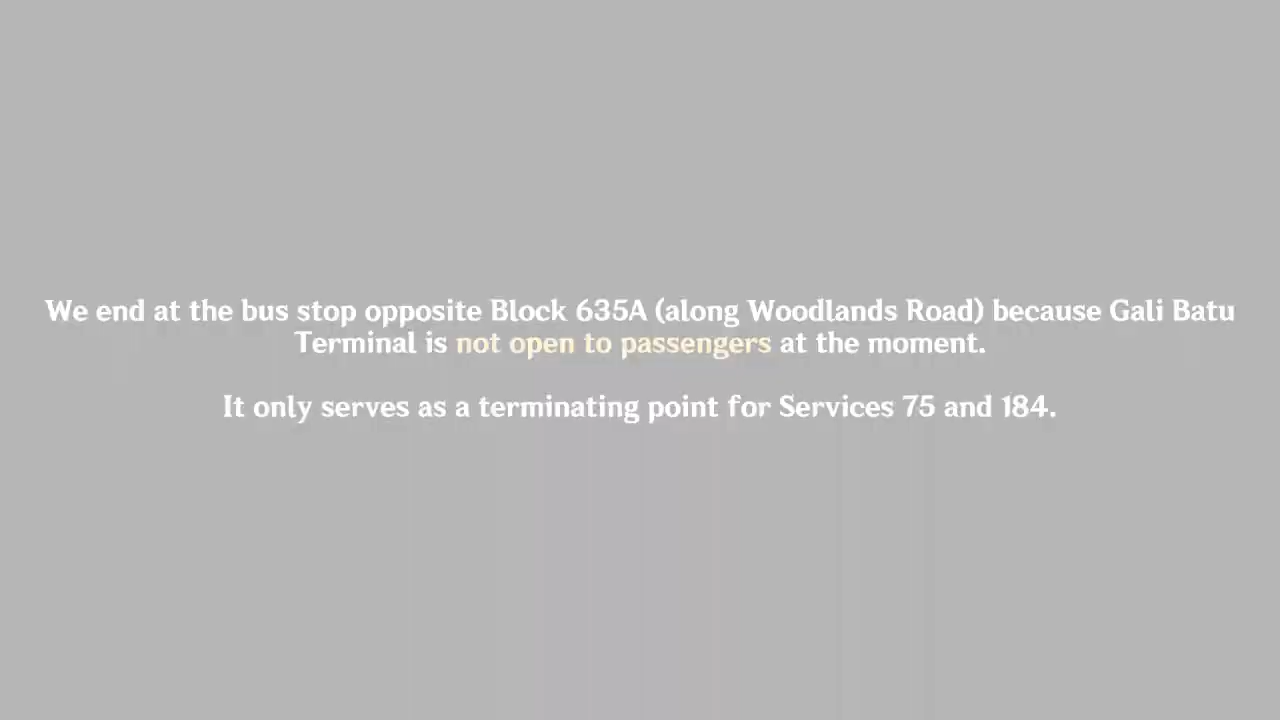 We end at the bus stop opposite Block 635A (along Woodlands Road) because Gali Batu
Terminal is not open to passengers at the moment.
It only serves as a terminating point for Services 75 and 184.